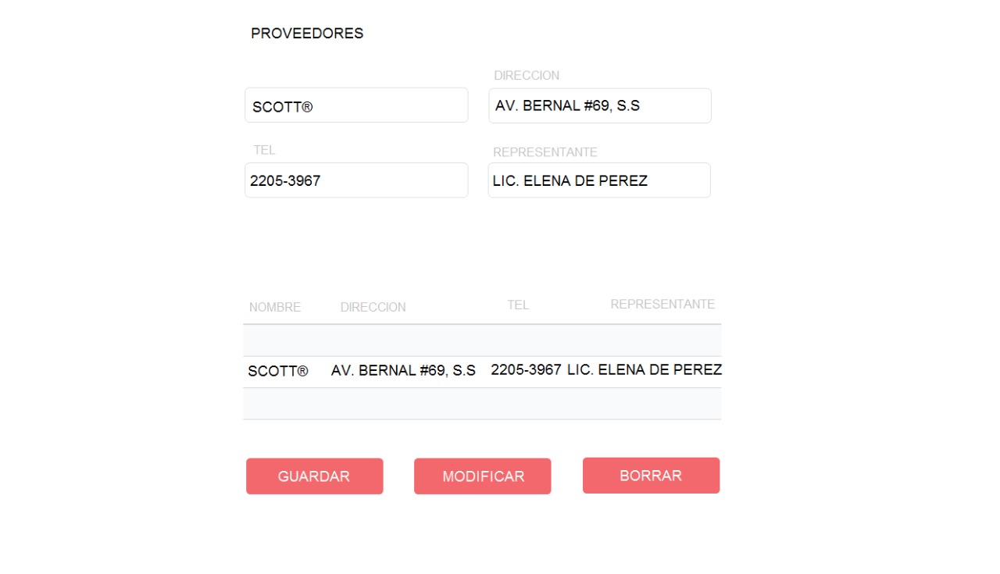 PROVEEDORES
DIRECCION
SCOTT®
AV. BERNAL #69, S.S
TEL
REPRESENTANTE
2205-3967
LIC. ELENA DE PEREZ
NOMBRE DIRECCION TEL REPRESENTANTE
SCOTT® AV. BERNAL #69, S.S 2205-3967 LIC. ELENA DE PEREZ
GUARDAR MODIFICAR BORRAR